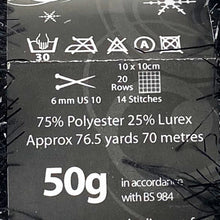 30
A
10 x 10cm
20
Rows
6 mm US 10
14 Stitches
75% Polyester 25% Lurex
Approx 76.5 yards 70 metres
50g
in accordance
with BS 984